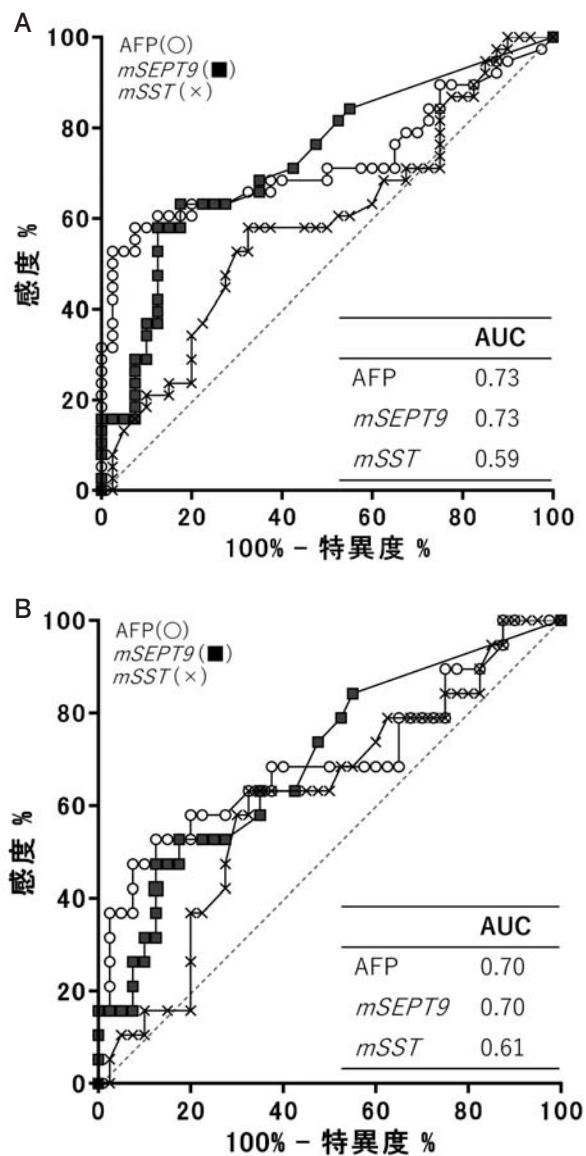 A
100
80
60
40
20
0
感度 %
AFP(○)
mSEPT9(■)
mSST(×)
AUC
AFP 0.73
mSEPT9 0.73
mSST 0.59
0 20 40 60 80 100
100% − 特異度 %
B
100
80
60
40
20
0
感度 %
AFP(○)
mSEPT9(■)
mSST(×)
AUC
AFP 0.70
mSEPT9 0.70
mSST 0.61
0 20 40 60 80 100
100% − 特異度 %